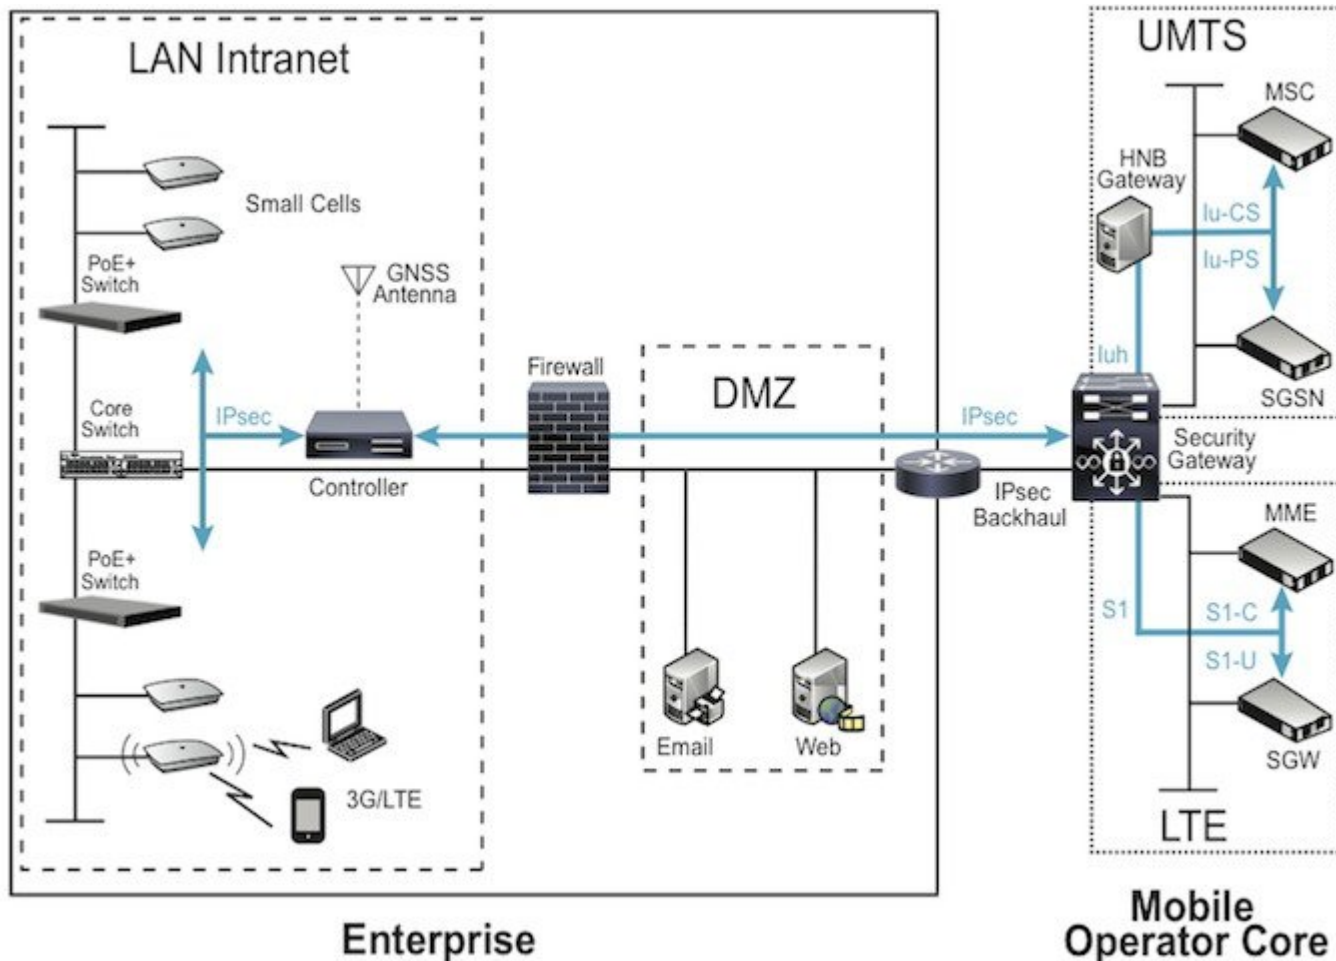 LAN Intranet
Small Cells
PoE+
Switch
GNSS
Antenna
Core
Switch
IPsec
Controller
PoE+
Switch
3G/LTE
Firewall
DMZ
IPsec
IPsec
Backhaul
Email
Web
Enterprise
UMTS
MSC
HNB
Gateway
Iu-CS
Iu-PS
Iuh
SGSN
Security
Gateway
MME
S1
S1-C
S1-U
SGW
LTE
Mobile
Operator Core